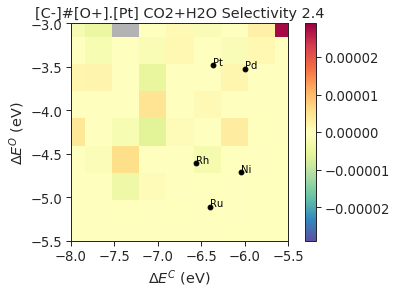 [C-]#[O+].[Pt] CO2+H2O Selectivity 2.4
−3.0
−3.5
−4.0
−4.5
−5.0
−5.5
ΔE^O (eV)
Pt
Pd
Rh
Ni
Ru
−8.0 −7.5 −7.0 −6.5 −6.0 −5.5
ΔE^C (eV)
0.00002
0.00001
0.00000
−0.00001
−0.00002